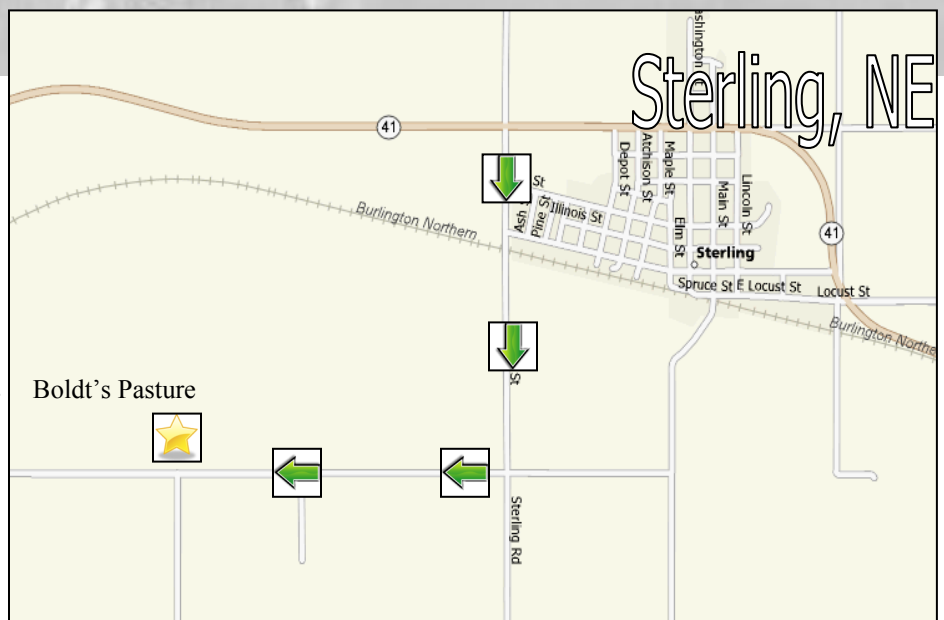 ashington
Sterling, NE
41
St
Depot St
Atchison St
Maple St
Elm St
Main St
Lincoln St
Ash
Pine St
Illinois St
Burlington Northern
41
Sterling
Spruce St
E Locust St
Locust St
Burlington Northe
St
Boldt's Pasture
Sterling Rd